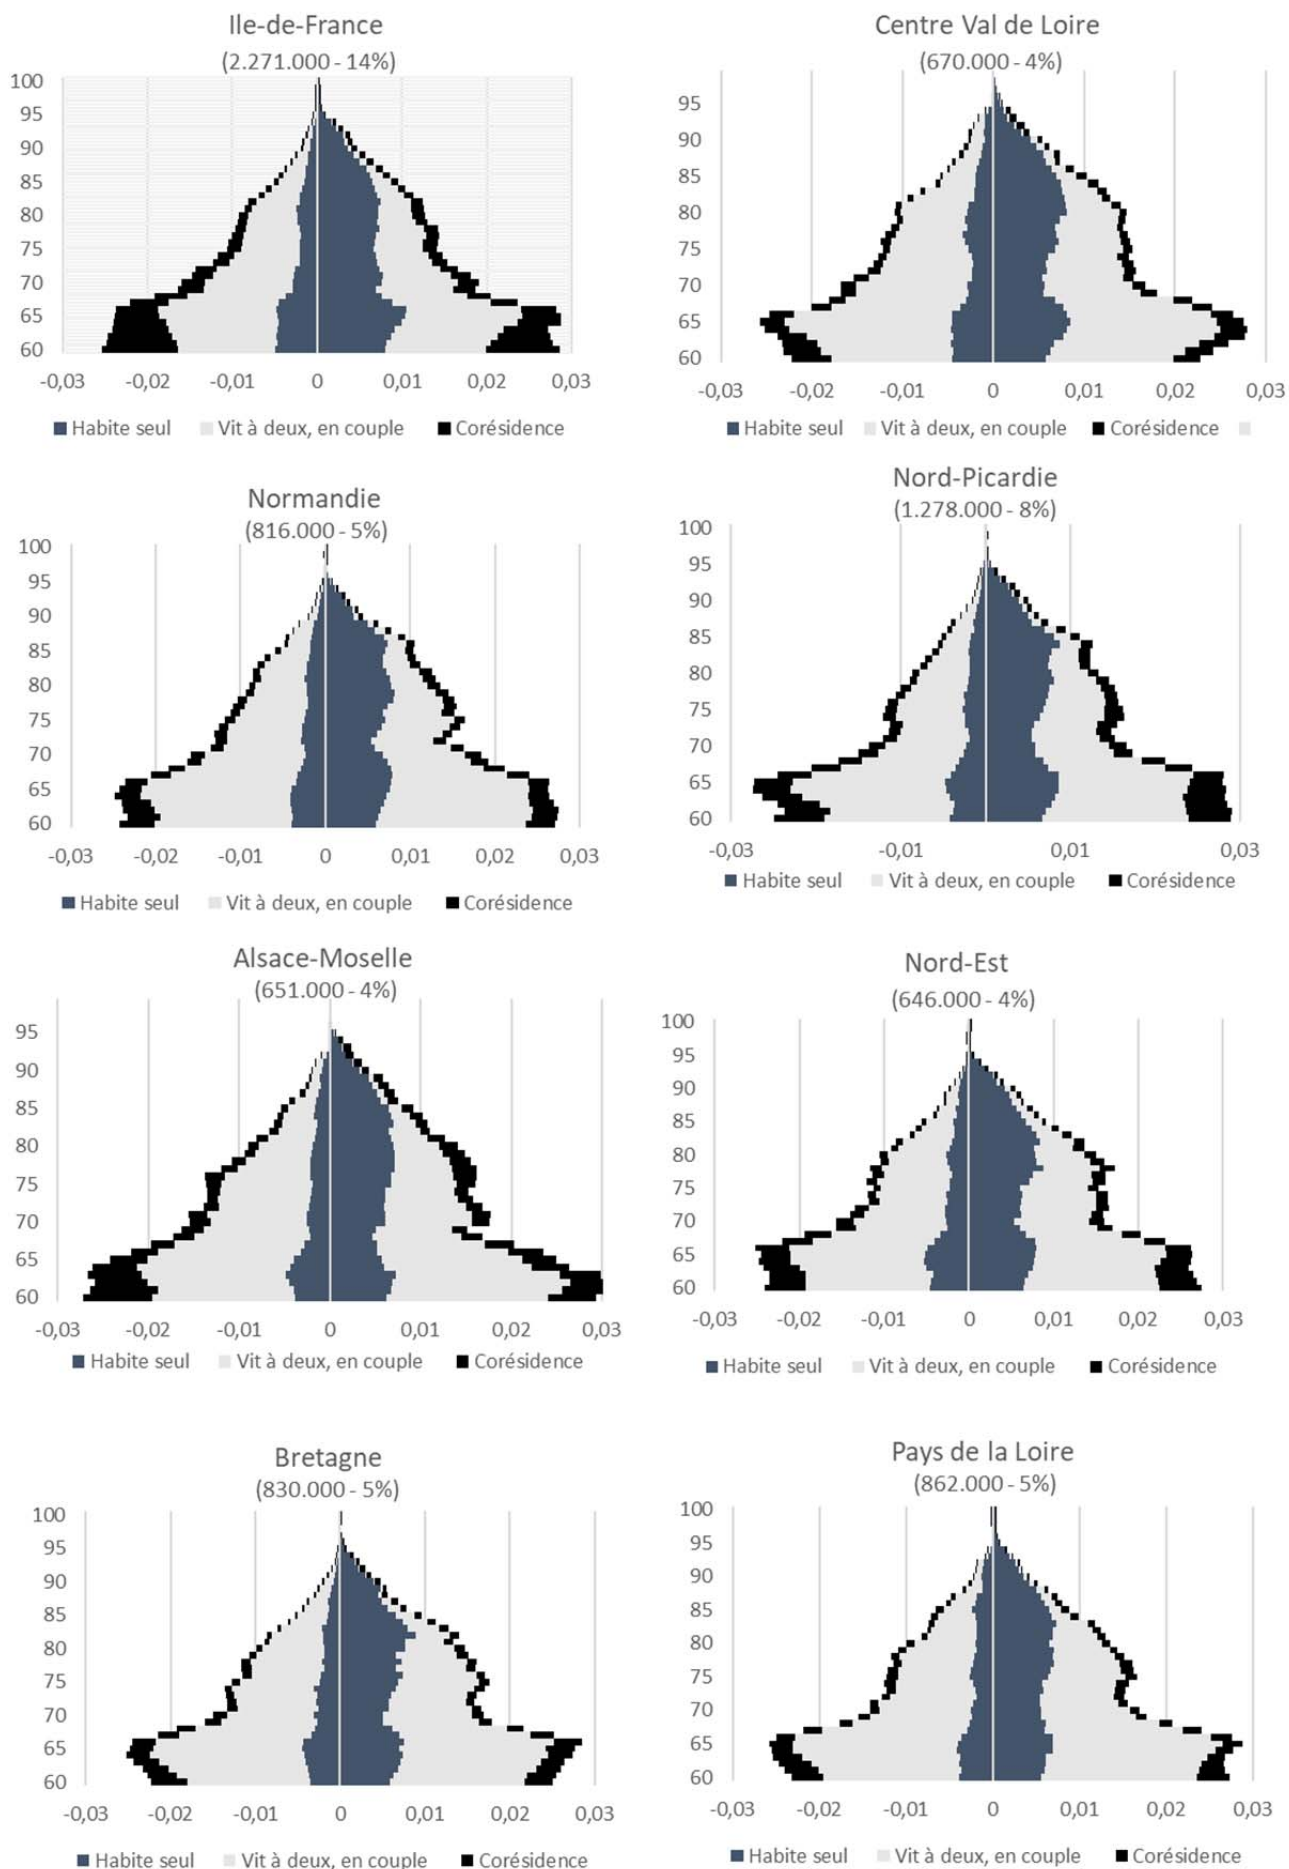 Ile-de-France
(2.271.000 - 14%)
100
95
90
85
80
75
70
65
60
-0,03 -0,02 -0,01 0 0,01 0,02 0,03
Habite seul Vit à deux, en couple Corésidence
Centre Val de Loire
(670.000 - 4%)
95
90
85
80
75
70
65
60
-0,03 -0,02 -0,01 0 0,01 0,02 0,03
Habite seul Vit à deux, en couple Corésidence
Normandie
(816.000 - 5%)
100
95
90
85
80
75
70
65
60
-0,03 -0,02 -0,01 0 0,01 0,02 0,03
Habite seul Vit à deux, en couple Corésidence
Nord-Picardie
(1.278.000 - 8%)
100
95
90
85
80
75
70
65
60
-0,03 -0,01 0,01 0,03
Habite seul Vit à deux, en couple Corésidence
Alsace-Moselle
(651.000 - 4%)
95
90
85
80
75
70
65
60
-0,03 -0,02 -0,01 0 0,01 0,02 0,03
Habite seul Vit à deux, en couple Corésidence
Nord-Est
(646.000 - 4%)
100
95
90
85
80
75
70
65
60
-0,03 -0,02 -0,01 0 0,01 0,02 0,03
Habite seul Vit à deux, en couple Corésidence
Bretagne
(830.000 - 5%)
100
95
90
85
80
75
70
65
60
-0,03 -0,02 -0,01 0 0,01 0,02 0,03
Habite seul Vit à deux, en couple Corésidence
Pays de la Loire
(862.000 - 5%)
100
95
90
85
80
75
70
65
60
-0,03 -0,02 -0,01 0 0,01 0,02 0,03
Habite seul Vit à deux, en couple Corésidence